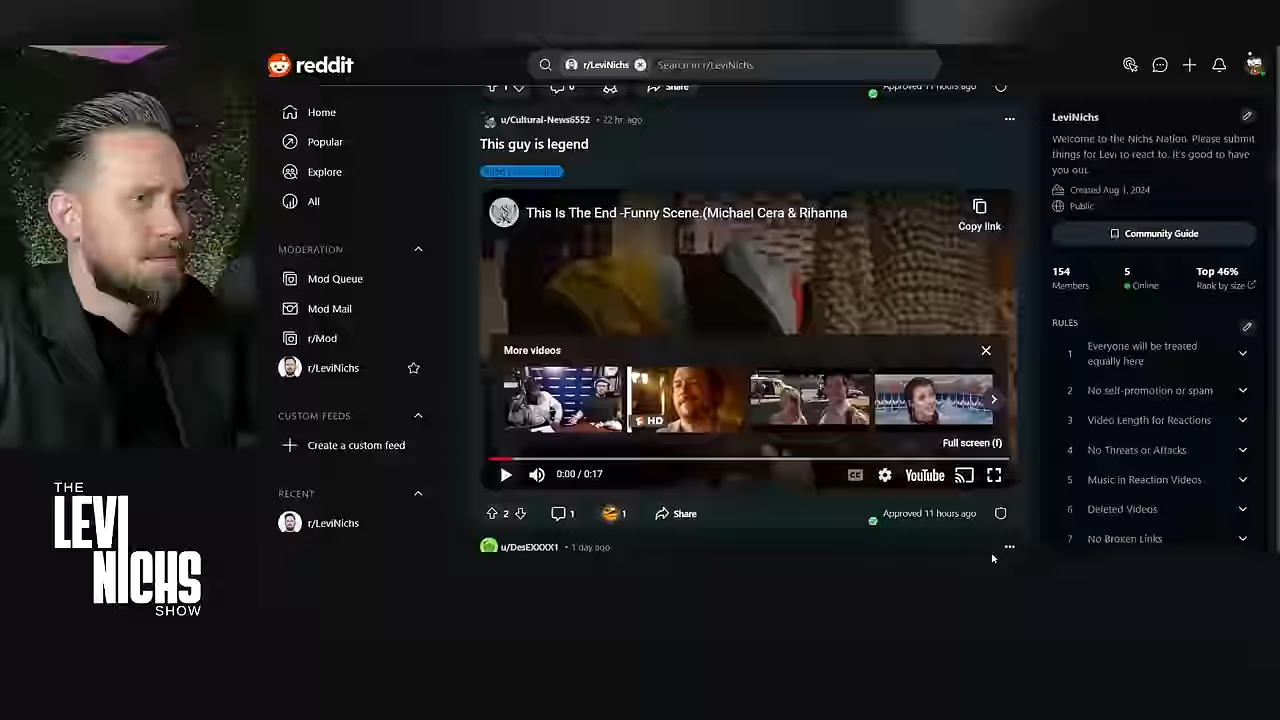 reddit
r/LeviNichs
Search in r/LeviNichs
Home
Popular
Explore
All
MODERATION
Mod Queue
Mod Mail
r/Mod
r/LeviNichs
CUSTOM FEEDS
Create a custom feed
RECENT
r/LeviNichs
THE
LEVI
NICHS
SHOW
1
0
Share
Approved 11 hours ago
u/Cultural-News6552 • 22 hr. ago
This guy is legend
This Is The End -Funny Scene.(Michael Cera & Rihanna
Copy link
More videos
HD
Full screen (f)
0:00 / 0:17
CC
YouTube
2
1
1
Share
Approved 11 hours ago
u/DesEXXXX1 • 1 day ago
LeviNichs
Welcome to the Nichs Nation. Please submit
things for Levi to react to. It's good to have
you out.
Created Aug 1, 2024
Public
Community Guide
154
Members
5
Online
Top 46%
Rank by size
RULES
1 Everyone will be treated
equally here
2 No self-promotion or spam
3 Video Length for Reactions
4 No Threats or Attacks
5 Music in Reaction Videos
6 Deleted Videos
7 No Broken Links